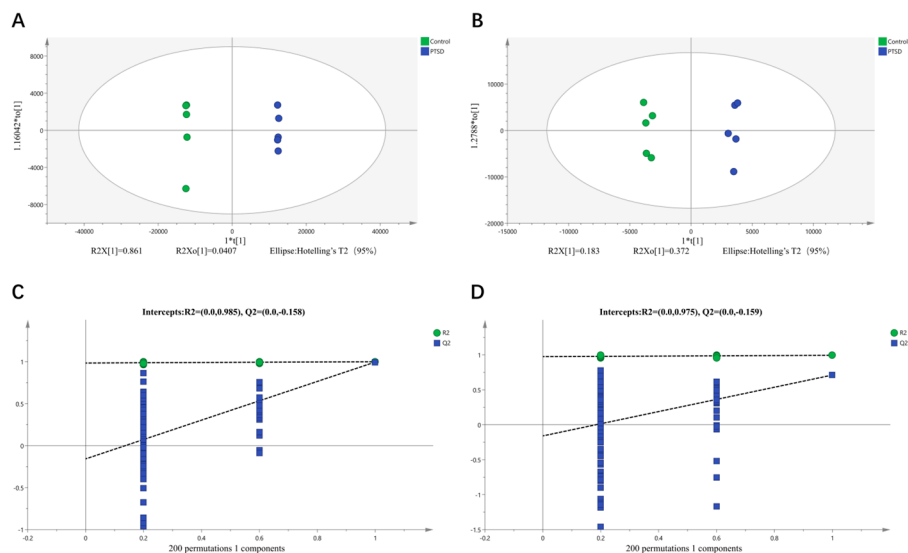 A
Control
PTSD
1.16042*to[1]
8000
4000
0
-4000
-8000
-40000
-20000
0
20000
40000
1*t[1]
R2X[1]=0.861
R2Xo[1]=0.0407
Ellipse:Hotelling's T2 (95%)
B
Control
PTSD
1.2788*to[1]
10000
0
-10000
-20000
-15000
-10000
-5000
0
5000
10000
1*t[1]
R2X[1]=0.183
R2Xo[1]=0.372
Ellipse:Hotelling's T2 (95%)
C
Intercepts:R2=(0.0,0.985), Q2=(0.0,-0.158)
R2
Q2
1
0.5
0
-0.5
-1
0
0.2
0.4
0.6
0.8
1
200 permutations 1 components
D
Intercepts:R2=(0.0,0.975), Q2=(0.0,-0.159)
R2
Q2
1
0.5
0
-0.5
-1
-1.5
0
0.2
0.4
0.6
0.8
1
200 permutations 1 components